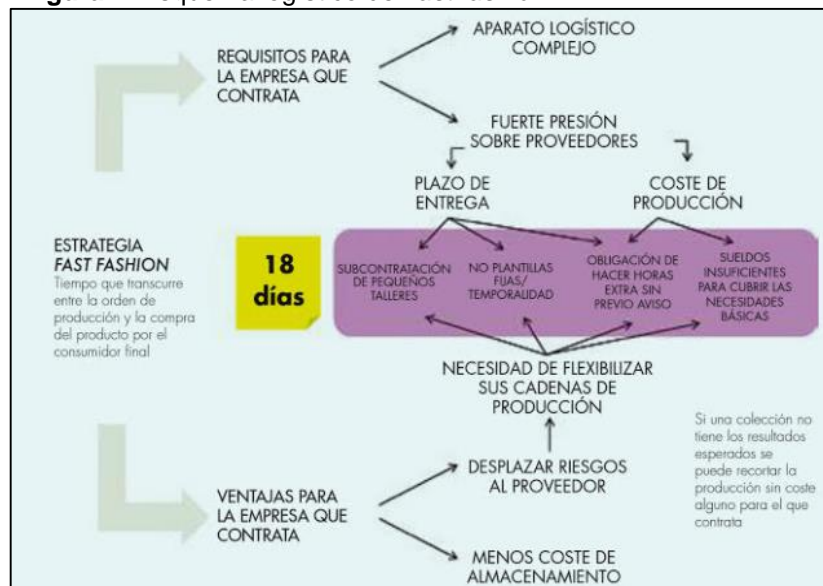 REQUISITOS PARA
LA EMPRESA QUE
CONTRATA
APARATO LOGÍSTICO
COMPLEJO
FUERTE PRESIÓN
SOBRE PROVEEDORES
PLAZO DE
ENTREGA
COSTE DE
PRODUCCIÓN
ESTRATEGIA
FAST FASHION
Tiempo que transcurre
entre la orden de
producción y la compra
del producto por el
consumidor final
18
días
SUBCONTRATACIÓN
DE PEQUEÑOS
TALLERES
NO PLANTILLAS
FIJAS/
TEMPORALIDAD
OBLIGACIÓN DE
HACER HORAS
EXTRA SIN
PREVIO AVISO
SUELDOS
INSUFICIENTES
PARA CUBRIR LAS
NECESIDADES
BÁSICAS
NECESIDAD DE FLEXIBILIZAR
SUS CADENAS DE
PRODUCCIÓN
Si una colección no
tiene los resultados
esperados se
puede recortar la
producción sin coste
alguno para el que
contrata
DESPLAZAR RIESGOS
AL PROVEEDOR
VENTAJAS PARA
LA EMPRESA QUE
CONTRATA
MENOS COSTE DE
ALMACENAMIENTO